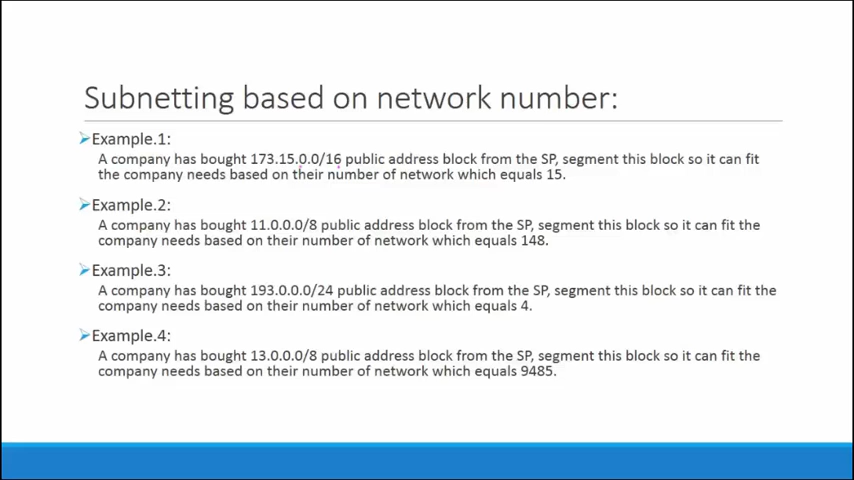 Subnetting based on network number:
Example.1:
A company has bought 173.15.0.0/16 public address block from the SP, segment this block so it can fit
the company needs based on their number of network which equals 15.
Example.2:
A company has bought 11.0.0.0/8 public address block from the SP, segment this block so it can fit the
company needs based on their number of network which equals 148.
Example.3:
A company has bought 193.0.0.0/24 public address block from the SP, segment this block so it can fit the
company needs based on their number of network which equals 4.
Example.4:
A company has bought 13.0.0.0/8 public address block from the SP, segment this block so it can fit the
company needs based on their number of network which equals 9485.